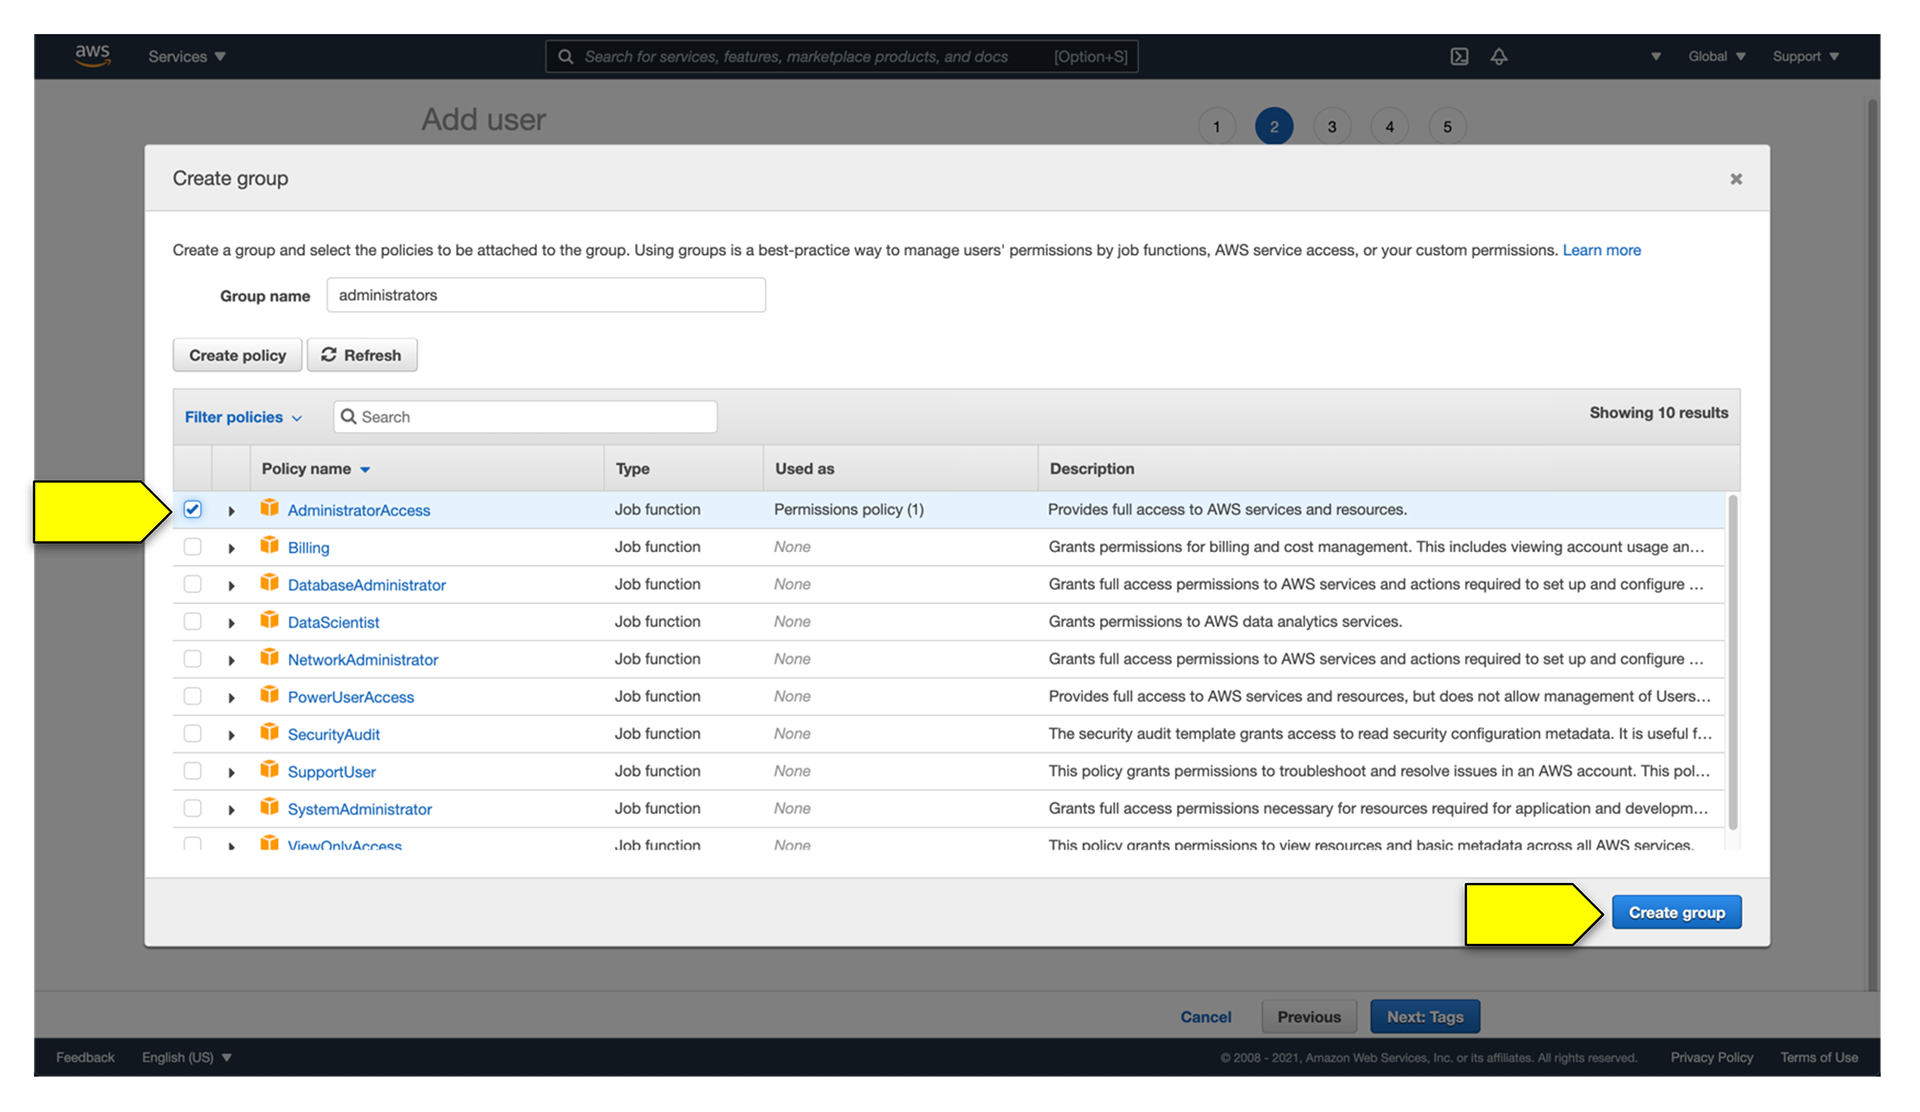 aws Services Search for services, features, marketplace products, and docs [Option+S] Global Support
Add user 1 2 3 4 5
Create group
Create a group and select the policies to be attached to the group. Using groups is a best-practice way to manage users' permissions by job functions, AWS service access, or your custom permissions. Learn more
Group name administrators
Create policy Refresh
Filter policies Search Showing 10 results
Policy name Type Used as Description
AdministratorAccess Job function Permissions policy (1) Provides full access to AWS services and resources.
Billing Job function None Grants permissions for billing and cost management. This includes viewing account usage an...
DatabaseAdministrator Job function None Grants full access permissions to AWS services and actions required to set up and configure ...
DataScientist Job function None Grants permissions to AWS data analytics services.
NetworkAdministrator Job function None Grants full access permissions to AWS services and actions required to set up and configure ...
PowerUserAccess Job function None Provides full access to AWS services and resources, but does not allow management of Users...
SecurityAudit Job function None The security audit template grants access to read security configuration metadata. It is useful f...
SupportUser Job function None This policy grants permissions to troubleshoot and resolve issues in an AWS account. This pol...
SystemAdministrator Job function None Grants full access permissions necessary for resources required for application and developm...
ViewOnlyAccess Job function None This policy grants permissions to view resources and basic metadata across all AWS services.
Create group
Cancel Previous Next: Tags
Feedback English (US) © 2008 - 2021, Amazon Web Services, Inc. or its affiliates. All rights reserved. Privacy Policy Terms of Use